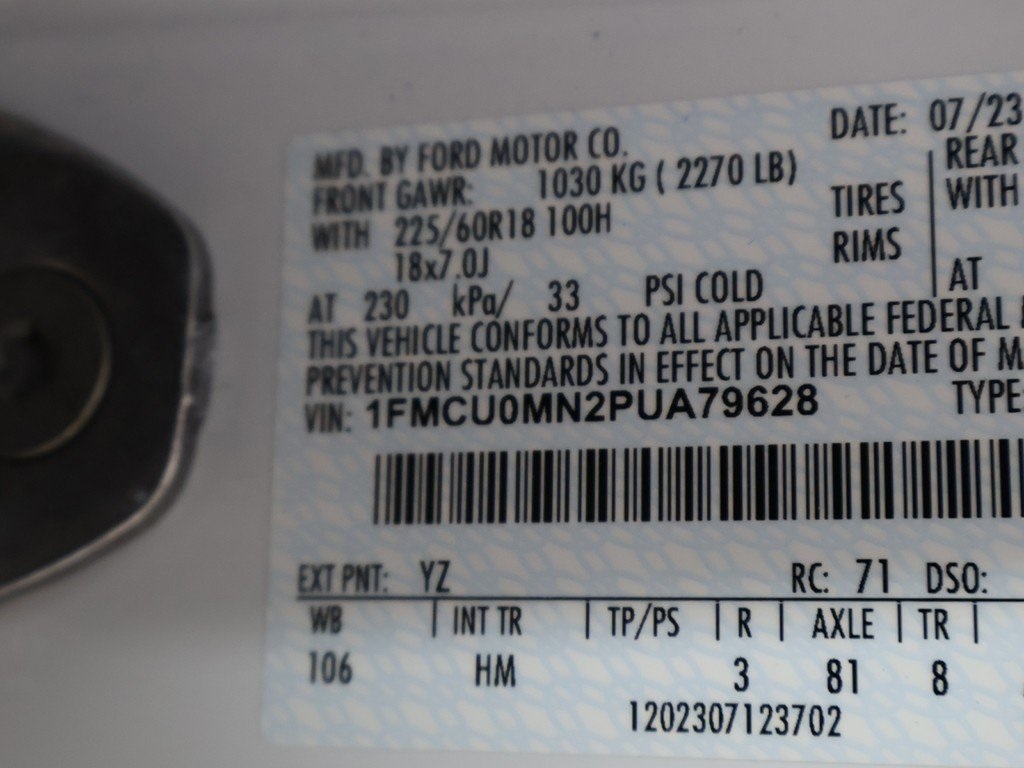 DATE: 07/23
MFD. BY FORD MOTOR CO.
FRONT GAWR: 1030 KG ( 2270 LB) REAR
WITH 225/60R18 100H TIRES WITH
18x7.0J RIMS
AT 230 kPa/ 33 PSI COLD AT
THIS VEHICLE CONFORMS TO ALL APPLICABLE FEDERAL
PREVENTION STANDARDS IN EFFECT ON THE DATE OF M
VIN: 1FMCU0MN2PUA79628 TYPE:
EXT PNT: YZ RC: 71 DSO:
WB | INT TR | TP/PS | R | AXLE | TR |
106 HM 3 81 8
1202307123702